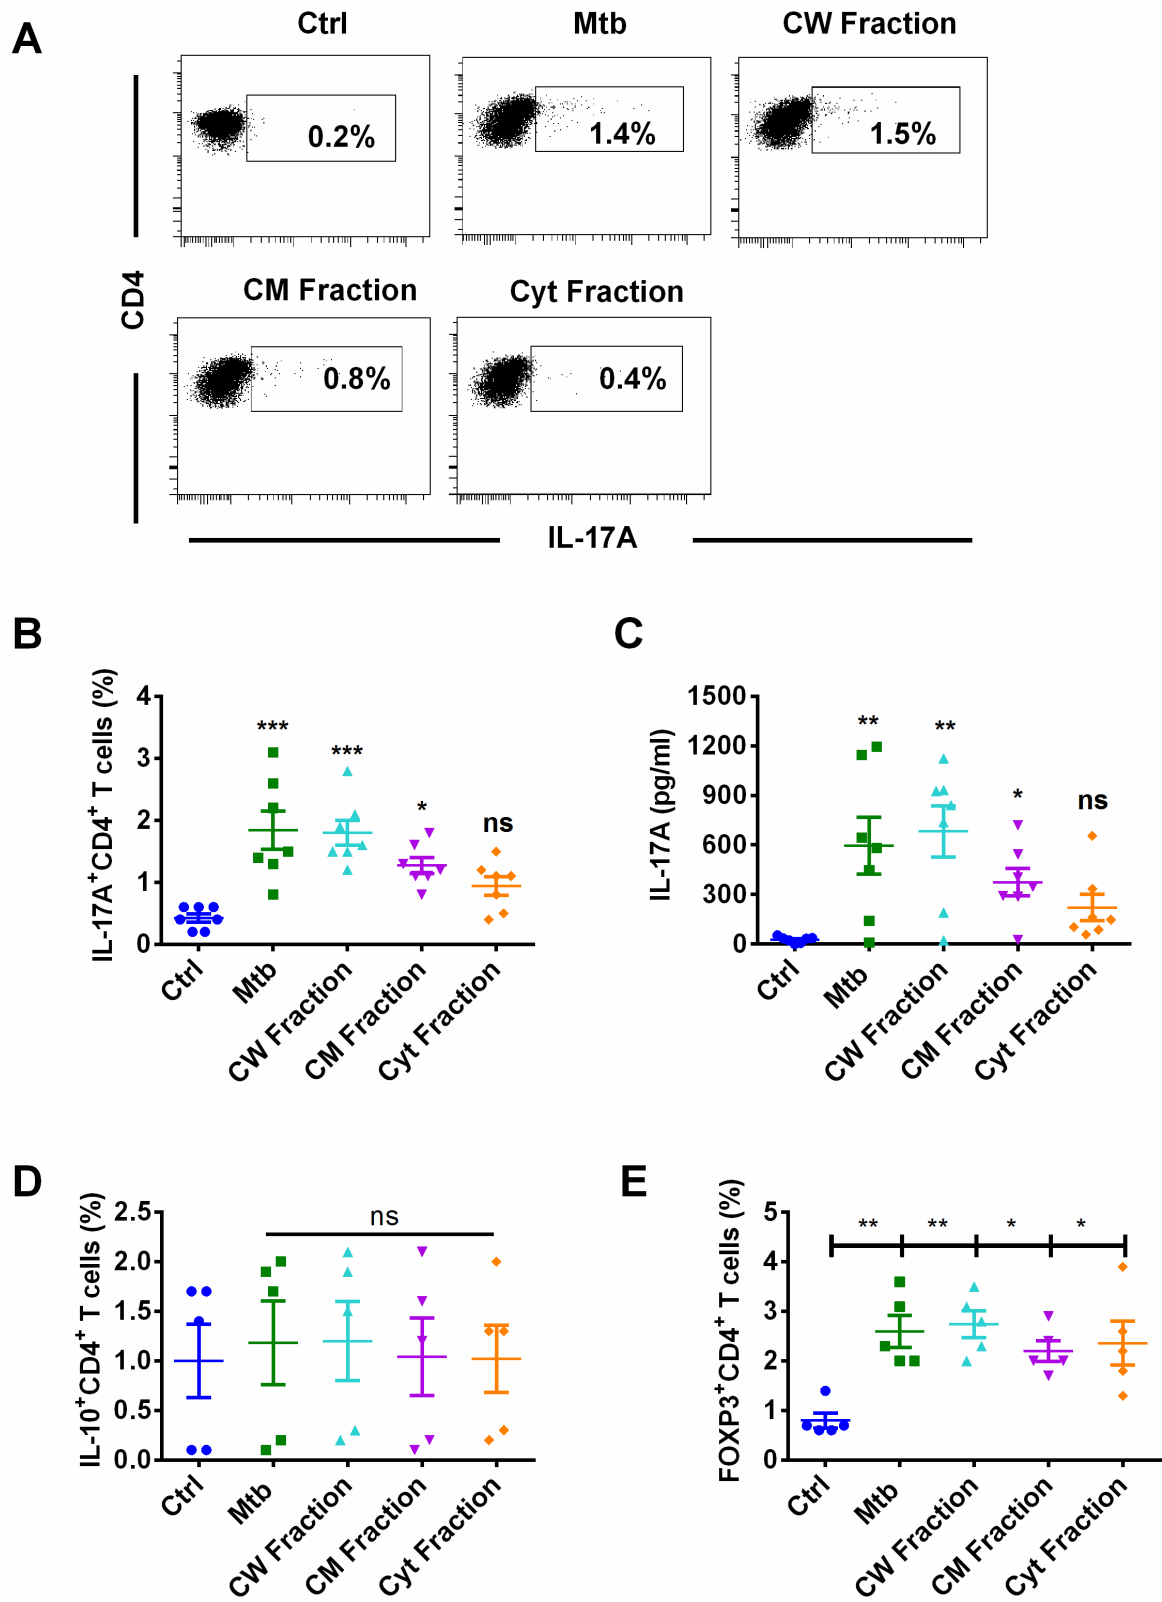 A
Ctrl
Mtb
CW Fraction
0.2%
1.4%
1.5%
CD4
CM Fraction
Cyt Fraction
0.8%
0.4%
IL-17A
B
IL-17A+CD4+ T cells (%)
4
3
2
1
0
***
***
*
ns
Ctrl
Mtb
CW Fraction
CM Fraction
Cyt Fraction
C
IL-17A (pg/ml)
1500
1200
900
600
300
0
**
**
*
ns
Ctrl
Mtb
CW Fraction
CM Fraction
Cyt Fraction
D
IL-10+CD4+ T cells (%)
2.5
2.0
1.5
1.0
0.5
0.0
ns
Ctrl
Mtb
CW Fraction
CM Fraction
Cyt Fraction
E
FOXP3+CD4+ T cells (%)
5
4
3
2
1
0
**
**
*
*
Ctrl
Mtb
CW Fraction
CM Fraction
Cyt Fraction